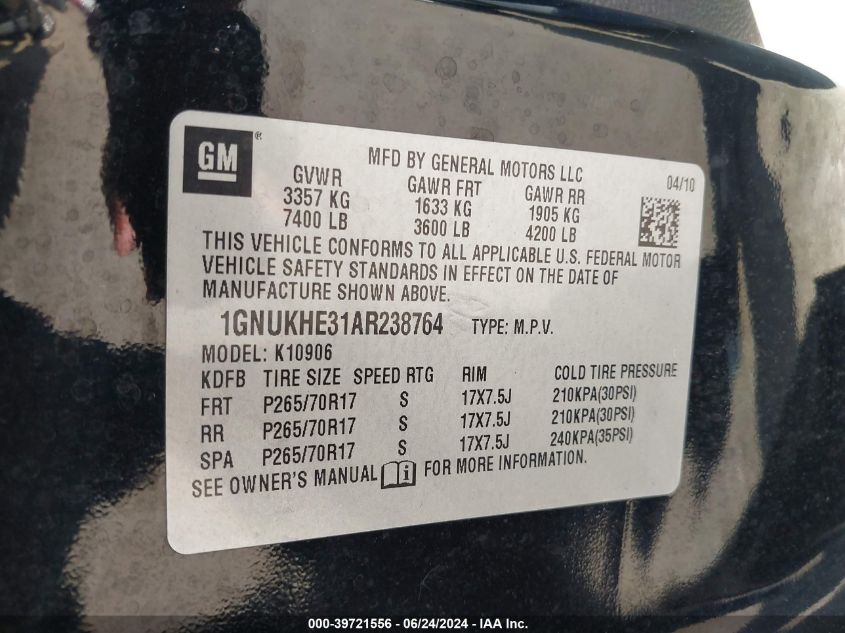 GM ®
MFD BY GENERAL MOTORS LLC
04/10
GVWR GAWR FRT GAWR RR
3357 KG 1633 KG 1905 KG
7400 LB 3600 LB 4200 LB
THIS VEHICLE CONFORMS TO ALL APPLICABLE U.S. FEDERAL MOTOR
VEHICLE SAFETY STANDARDS IN EFFECT ON THE DATE OF
MANUFACTURE SHOWN ABOVE.
1GNUKHE31AR238764 TYPE: M.P.V.
MODEL: K10906
KDFB TIRE SIZE SPEED RTG RIM COLD TIRE PRESSURE
FRT P265/70R17 S 17X7.5J 210KPA(30PSI)
RR P265/70R17 S 17X7.5J 210KPA(30PSI)
SPA P265/70R17 S 17X7.5J 240KPA(35PSI)
SEE OWNER'S MANUAL FOR MORE INFORMATION.
000-39721556 / 06/24/2024 - IAA Inc.